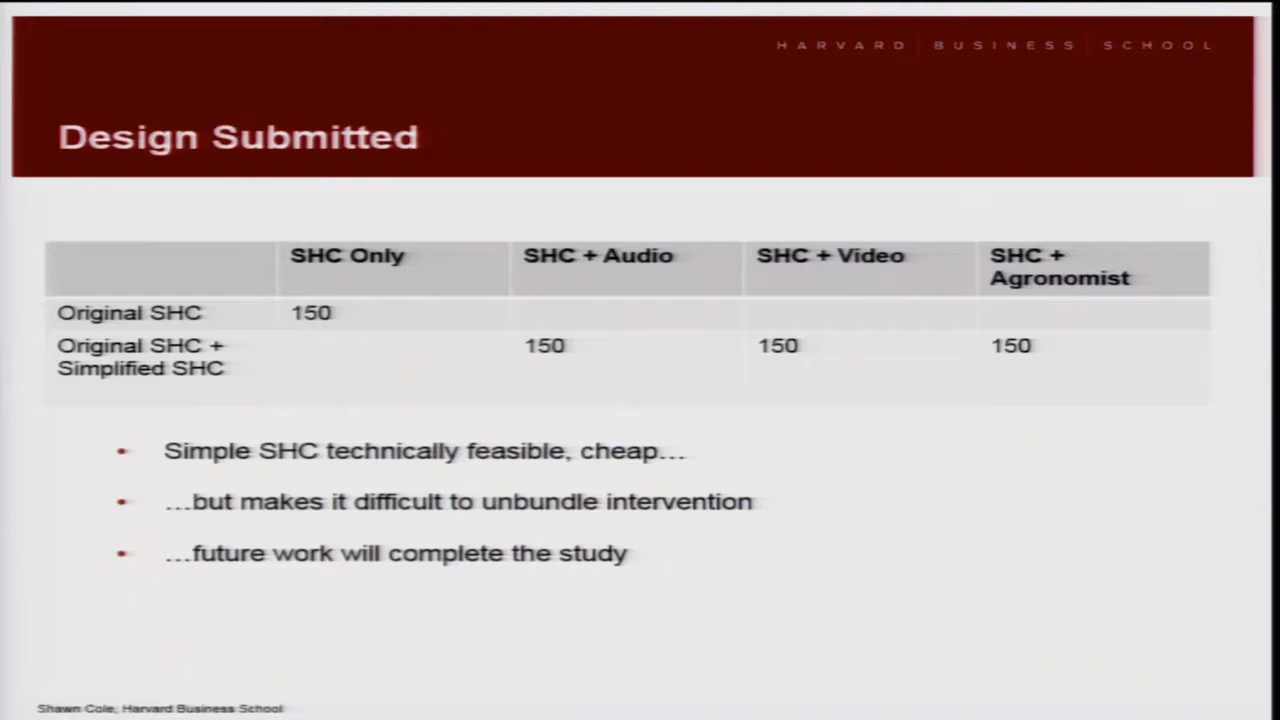 HARVARD | BUSINESS | SCHOOL
Design Submitted
SHC Only SHC + Audio SHC + Video SHC + Agronomist
Original SHC 150
Original SHC + Simplified SHC 150 150 150
• Simple SHC technically feasible, cheap…
• …but makes it difficult to unbundle intervention
• …future work will complete the study
Shawn Cole, Harvard Business School